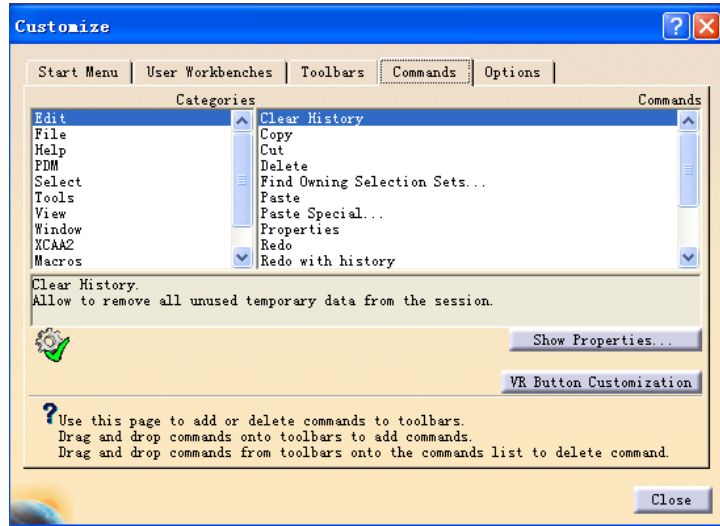 Customize
Start Menu
User Workbenches
Toolbars
Commands
Options
Categories
Commands
Edit
File
Help
PDM
Select
Tools
View
Window
XCAA2
Macros
Clear History
Copy
Cut
Delete
Find Owning Selection Sets...
Paste
Paste Special...
Properties
Redo
Redo with history
Clear History.
Allow to remove all unused temporary data from the session.
Show Properties...
VR Button Customization
Use this page to add or delete commands to toolbars.
Drag and drop commands onto toolbars to add commands.
Drag and drop commands from toolbars onto the commands list to delete command.
Close